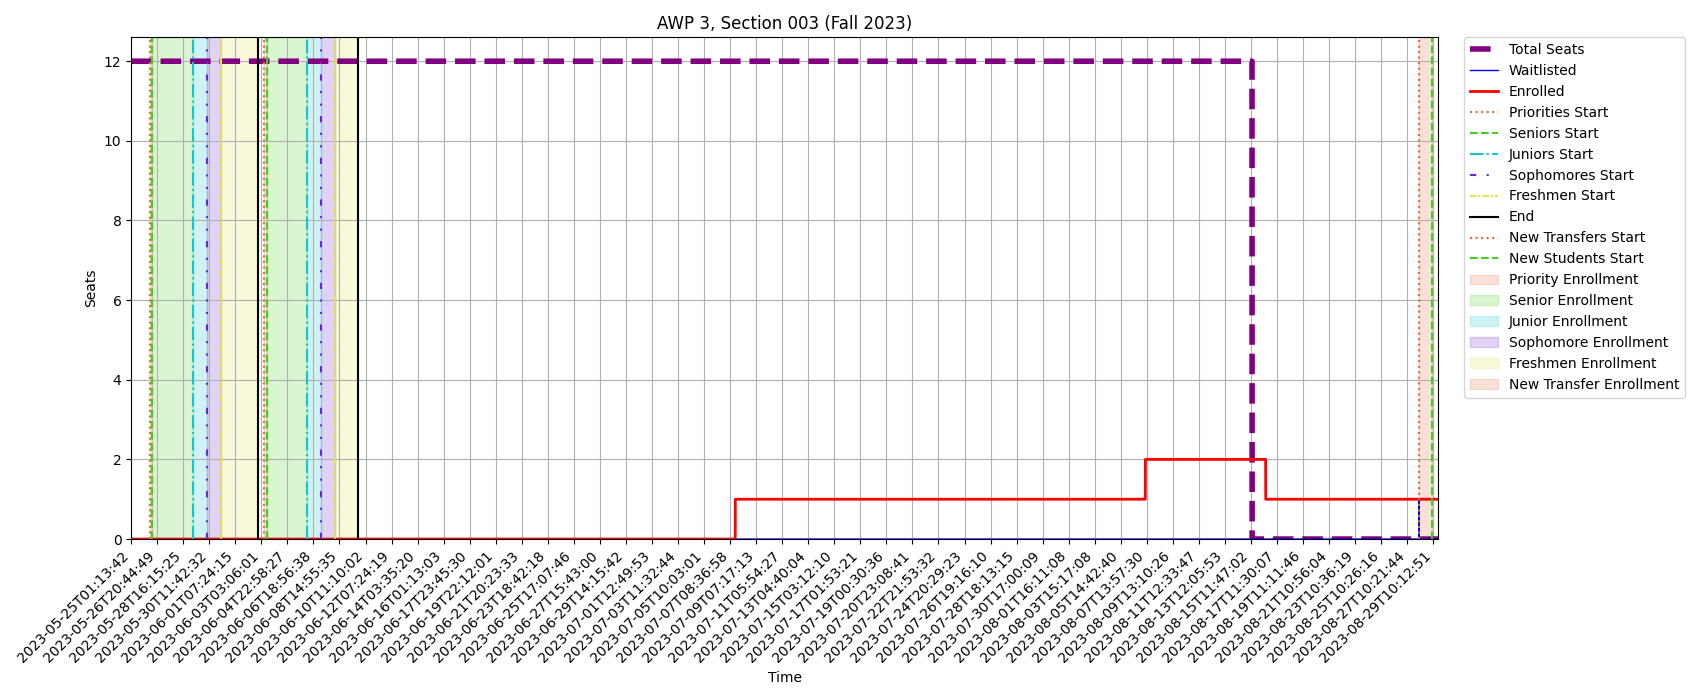 AWP 3, Section 003 (Fall 2023)
Seats
12
10
8
6
4
2
0
2023-05-25T01:13:42
2023-05-26T20:44:49
2023-05-28T16:15:25
2023-05-30T11:42:32
2023-06-01T07:24:15
2023-06-03T03:06:01
2023-06-04T22:58:27
2023-06-06T18:56:38
2023-06-08T14:55:35
2023-06-10T11:10:02
2023-06-12T07:24:19
2023-06-14T03:35:20
2023-06-16T01:13:03
2023-06-17T23:45:30
2023-06-19T22:12:01
2023-06-21T20:23:33
2023-06-23T18:42:18
2023-06-25T17:07:46
2023-06-27T15:43:00
2023-06-29T14:15:42
2023-07-01T12:49:53
2023-07-03T11:32:44
2023-07-05T10:03:01
2023-07-07T08:36:58
2023-07-09T07:17:13
2023-07-11T05:54:27
2023-07-13T04:40:04
2023-07-15T03:12:10
2023-07-17T01:53:21
2023-07-19T00:30:36
2023-07-20T23:08:41
2023-07-22T21:53:32
2023-07-24T20:29:23
2023-07-26T19:16:10
2023-07-28T18:13:15
2023-07-30T17:00:09
2023-08-01T16:11:08
2023-08-03T15:17:08
2023-08-05T14:42:40
2023-08-07T13:57:30
2023-08-09T13:10:26
2023-08-11T12:33:47
2023-08-13T12:05:53
2023-08-15T11:47:02
2023-08-17T11:30:07
2023-08-19T11:11:46
2023-08-21T10:56:04
2023-08-23T10:36:19
2023-08-25T10:26:16
2023-08-27T10:21:44
2023-08-29T10:12:51
Time
Total Seats
Waitlisted
Enrolled
Priorities Start
Seniors Start
Juniors Start
Sophomores Start
Freshmen Start
End
New Transfers Start
New Students Start
Priority Enrollment
Senior Enrollment
Junior Enrollment
Sophomore Enrollment
Freshmen Enrollment
New Transfer Enrollment